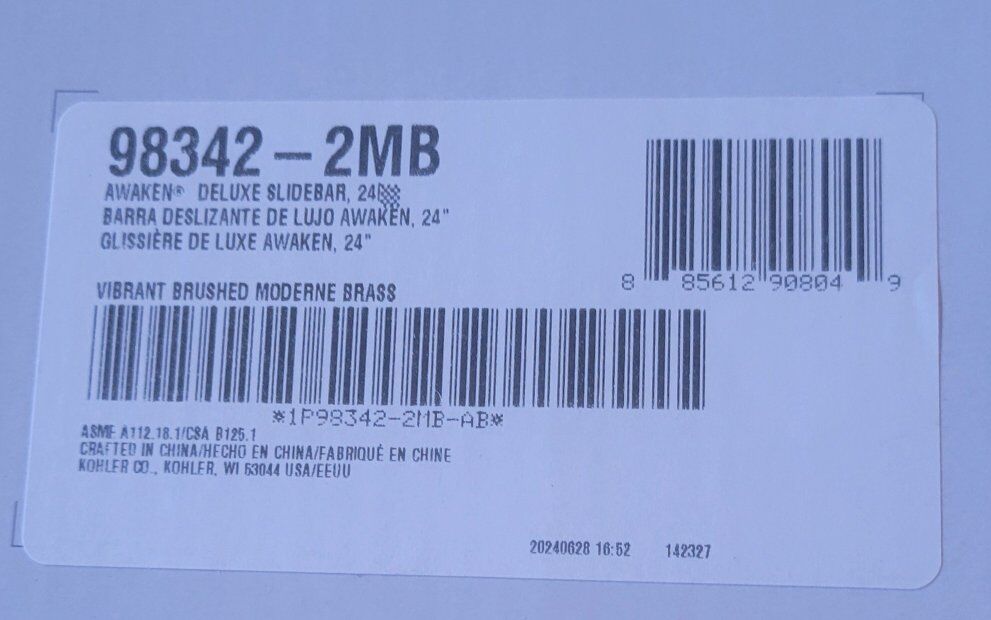 98342-2MB
AWAKEN® DELUXE SLIDEBAR, 24
BARRA DESLIZANTE DE LUJO AWAKEN, 24"
GLISSIÈRE DE LUXE AWAKEN, 24"
8 85612 90804 9
VIBRANT BRUSHED MODERNE BRASS
*1P98342-2MB-AB*
ASME A112.18.1/CSA B125.1
CRAFTED IN CHINA/HECHO EN CHINA/FABRIQUÉ EN CHINE
KOHLER CO., KOHLER, WI 53044 USA/EEUU
20240628 16:52 142327